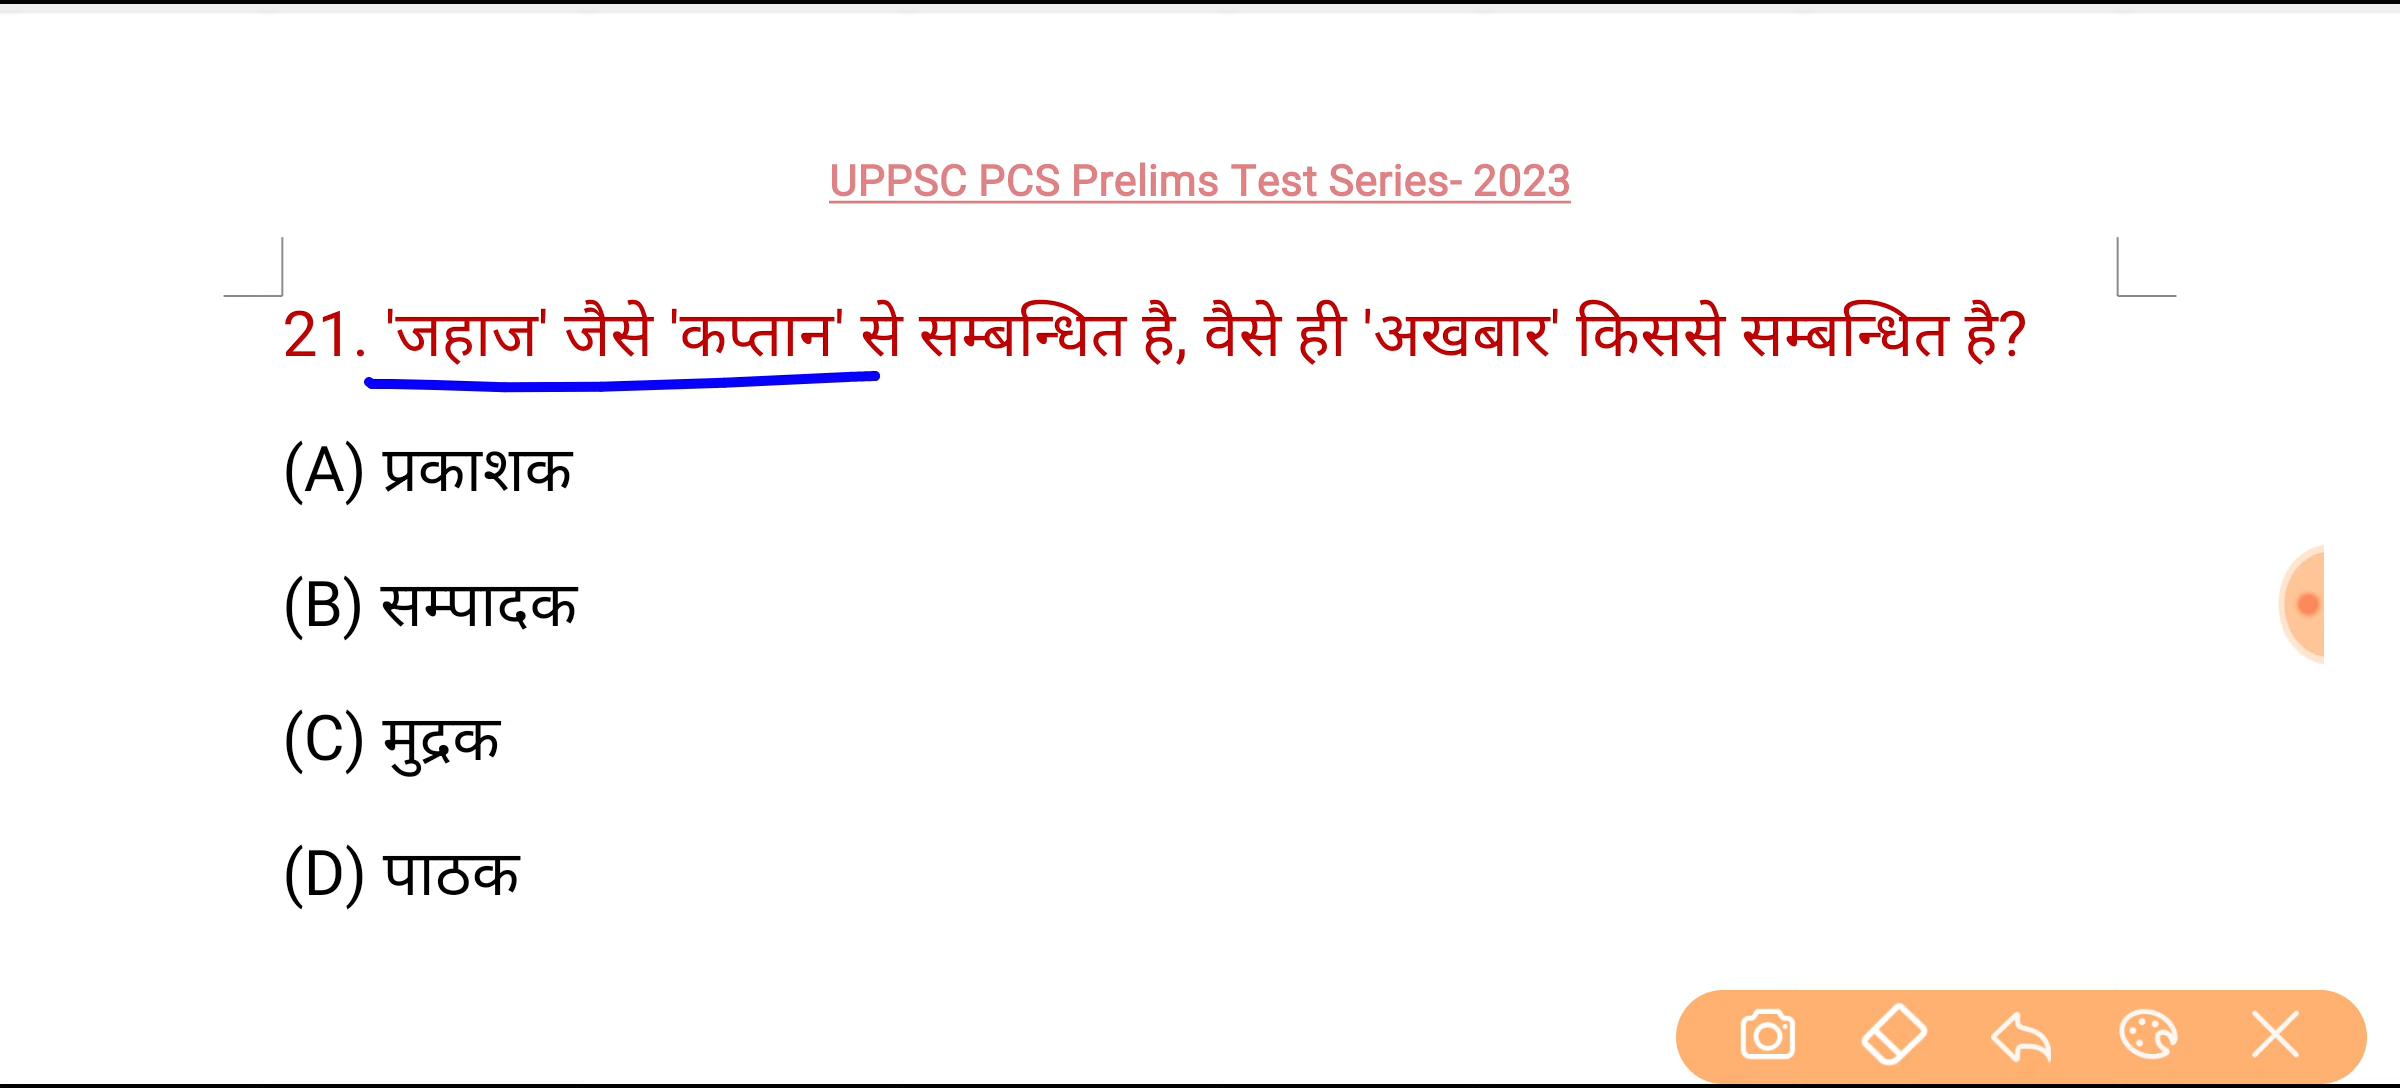 UPPSC PCS Prelims Test Series- 2023
21. 'जहाज' जैसे 'कप्तान' से सम्बन्धित है, वैसे ही 'अखबार' किससे सम्बन्धित है?
(A) प्रकाशक
(B) सम्पादक
(C) मुद्रक
(D) पाठक